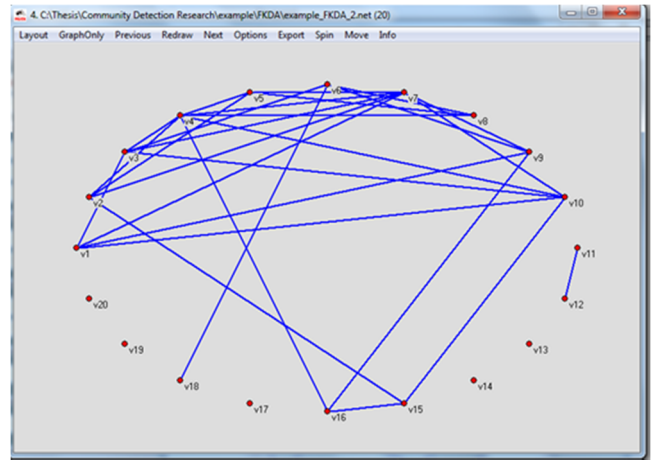 4. C:\Thesis\Community Detection Research\example\FKDA\example_FKDA_2.net (20)
Layout GraphOnly Previous Redraw Next Options Export Spin Move Info
v6
v5
v7
v4
v8
v3
v9
v2
v10
v1
v11
v20
v12
v19
v13
v18
v14
v17
v15
v16